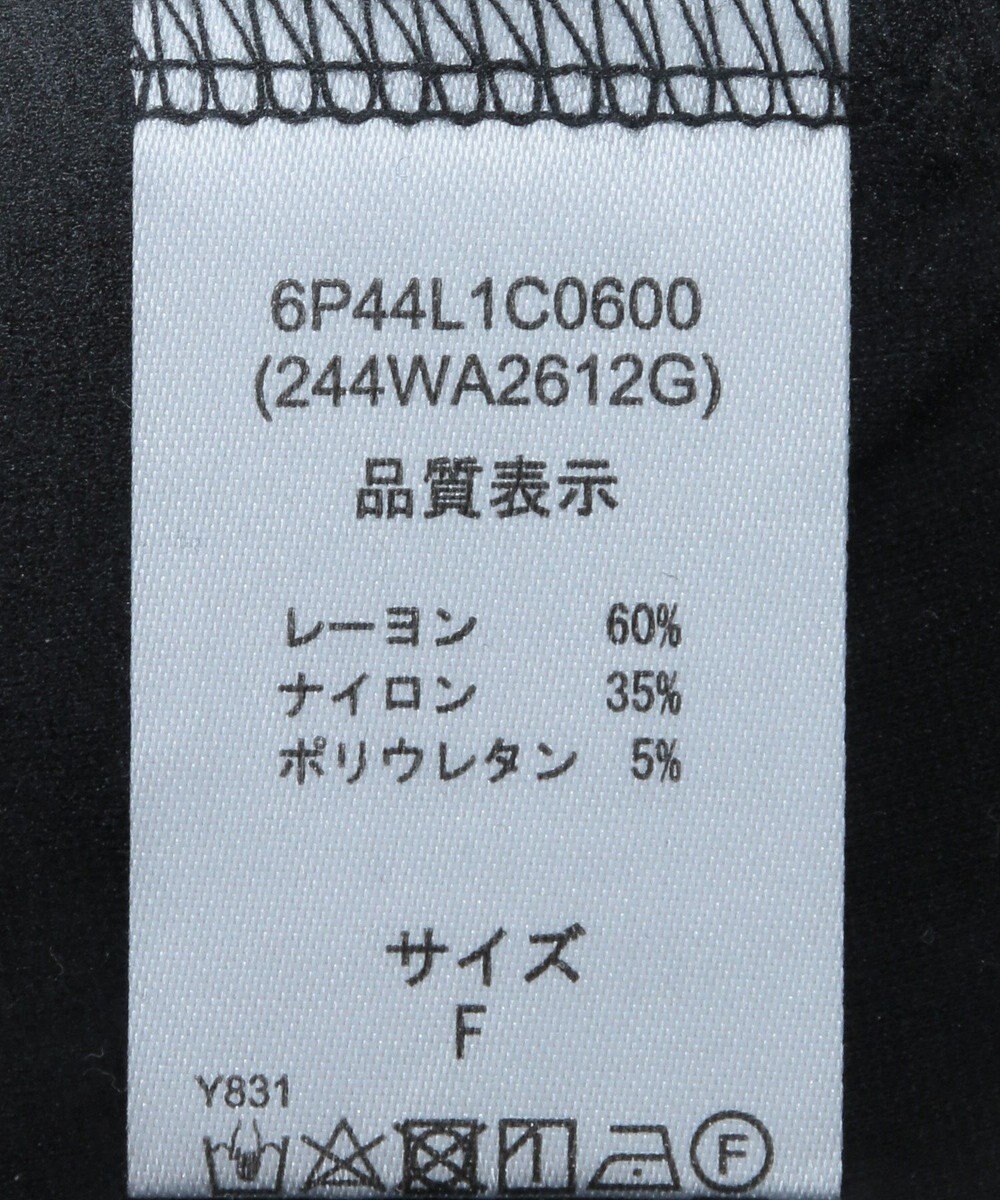 6P44L1C0600
(244WA2612G)
品質表示
レーヨン 60%
ナイロン 35%
ポリウレタン 5%
サイズ
F
Y831
F